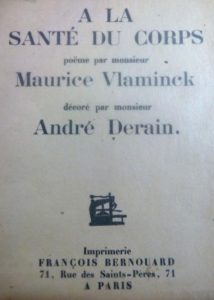 A LA
SANTÉ DU CORPS
poème par monsieur
Maurice Vlaminck
décoré par monsieur
André Derain.
Imprimerie
FRANÇOIS BERNOUARD
71, Rue des Saints-Pères, 71
A PARIS